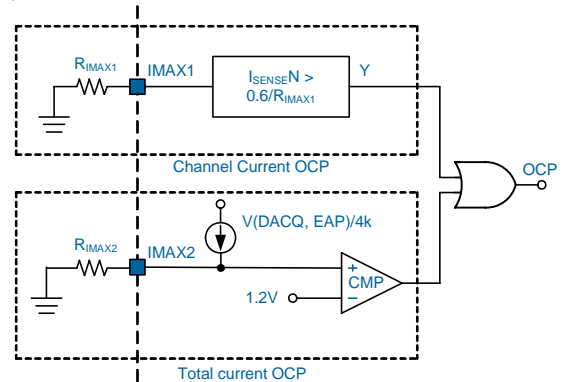 RIMAX1
IMAX1
ISENSEN >
0.6/RIMAX1
Y
Channel Current OCP
OCP
V(DACQ, EAP)/4k
RIMAX2
IMAX2
+
CMP
−
1.2V
Total current OCP